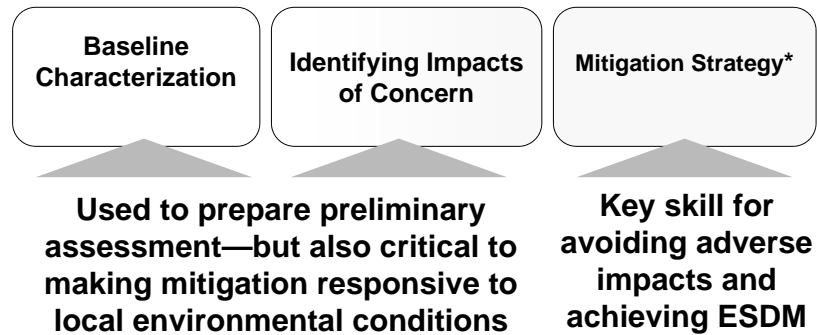 Baseline
Characterization
Identifying Impacts
of Concern
Mitigation Strategy*
Used to prepare preliminary
assessment—but also critical to
making mitigation responsive to
local environmental conditions
Key skill for
avoiding adverse
impacts and
achieving ESDM